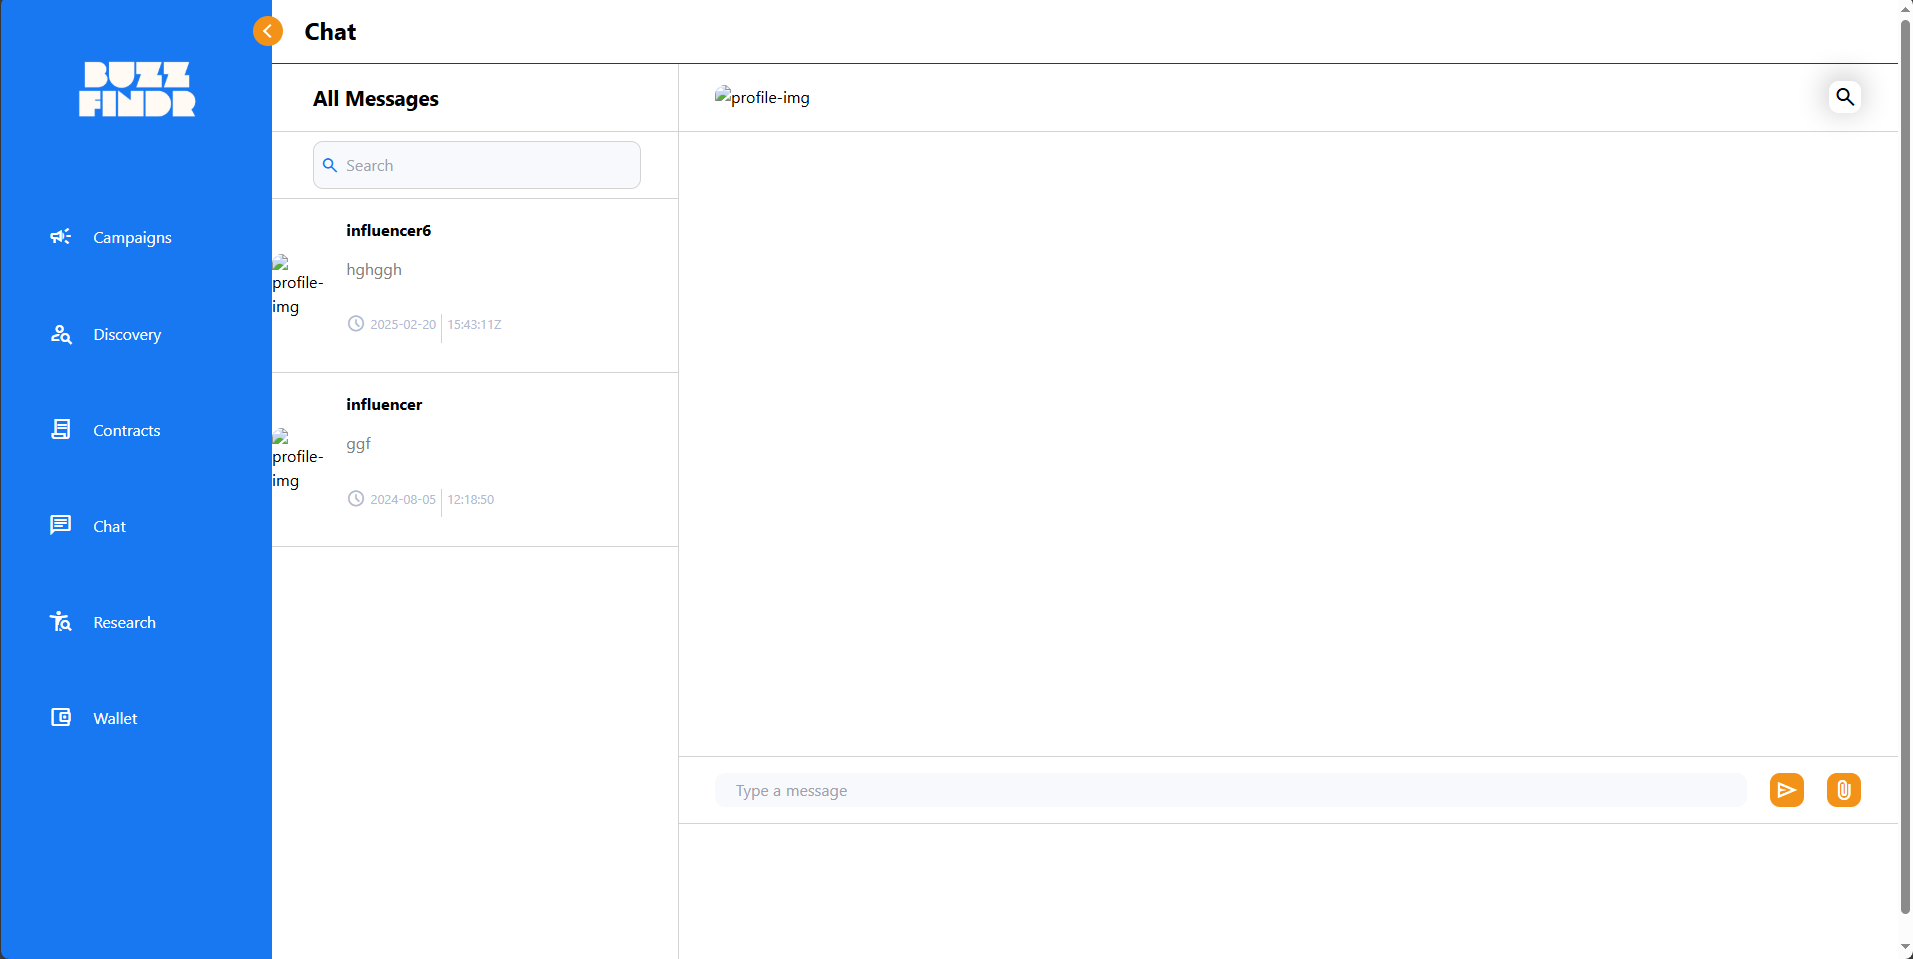 BUZZ
FINDR
Campaigns
Discovery
Contracts
Chat
Research
Wallet
Chat
All Messages
Search
influencer6
hghggh
profile-
img
2025-02-20 15:43:11Z
influencer
ggf
profile-
img
2024-08-05 12:18:50
profile-img
Type a message